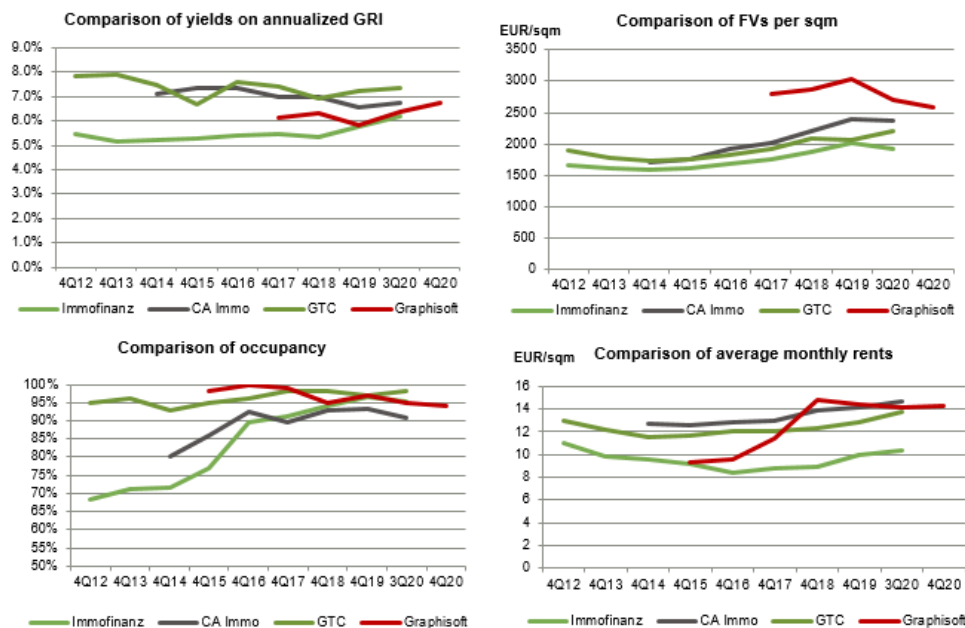 Comparison of yields on annualized GRI
9.0%
8.0%
7.0%
6.0%
5.0%
4.0%
3.0%
2.0%
1.0%
0.0%
4Q12 4Q13 4Q14 4Q15 4Q16 4Q17 4Q18 4Q19 3Q20 4Q20
Immofinanz CA Immo GTC Graphisoft
Comparison of FVs per sqm
EUR/sqm
3500
3000
2500
2000
1500
1000
500
0
4Q12 4Q13 4Q14 4Q15 4Q16 4Q17 4Q18 4Q19 3Q20 4Q20
Immofinanz CA Immo GTC Graphisoft
Comparison of occupancy
100%
95%
90%
85%
80%
75%
70%
65%
60%
55%
50%
4Q12 4Q13 4Q14 4Q15 4Q16 4Q17 4Q18 4Q19 3Q20 4Q20
Immofinanz CA Immo GTC Graphisoft
EUR/sqm
Comparison of average monthly rents
16
14
12
10
8
6
4
2
0
4Q12 4Q13 4Q14 4Q15 4Q16 4Q17 4Q18 4Q19 3Q20 4Q20
Immofinanz CA Immo GTC Graphisoft